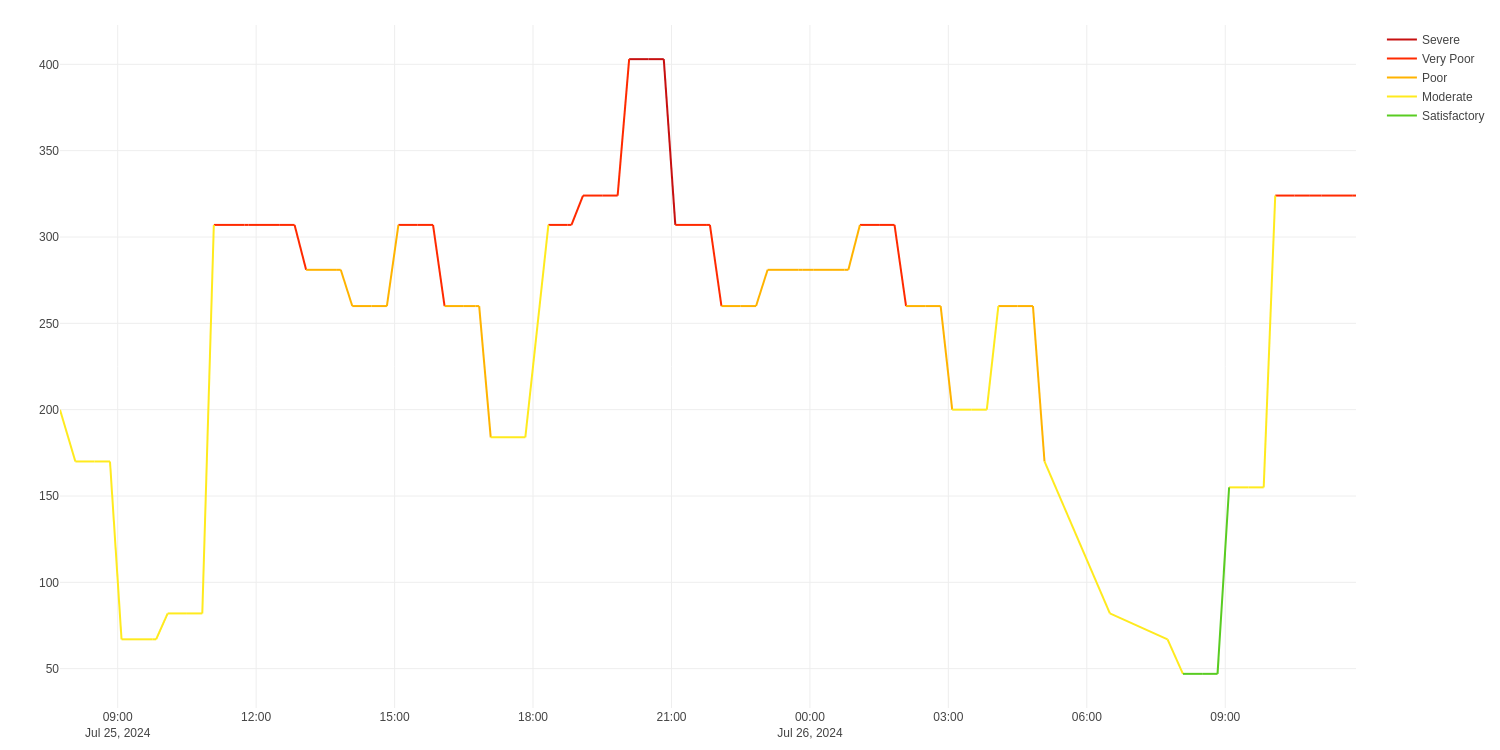 400
350
300
250
200
150
100
50
09:00
Jul 25, 2024
12:00
15:00
18:00
21:00
00:00
Jul 26, 2024
03:00
06:00
09:00
Severe
Very Poor
Poor
Moderate
Satisfactory